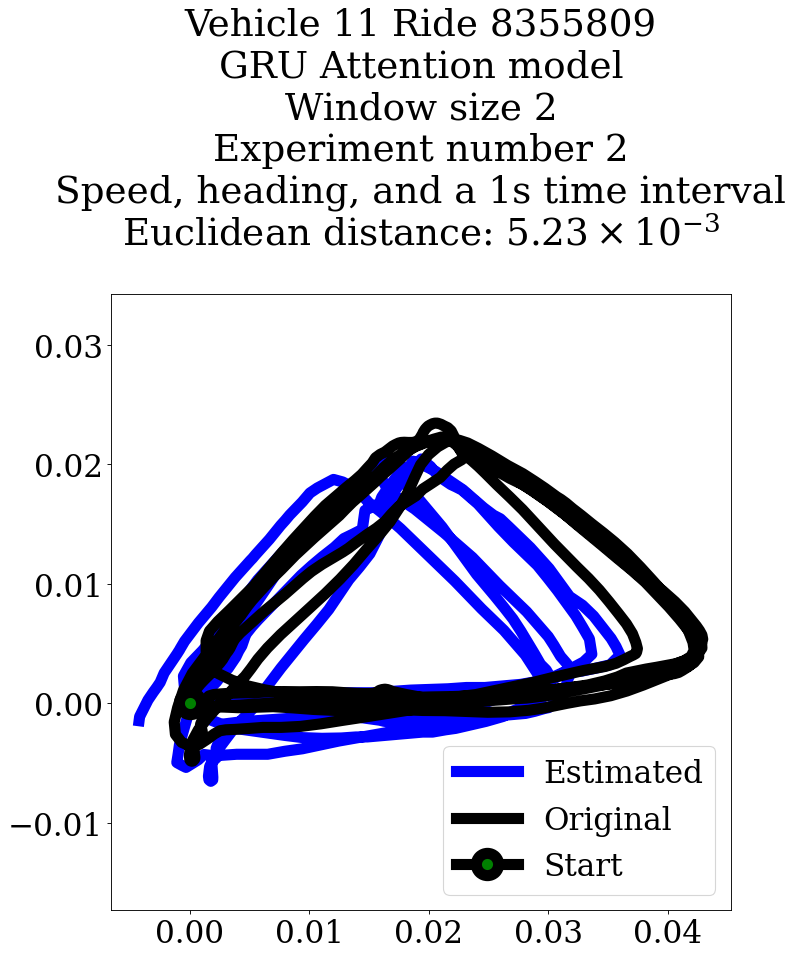 Vehicle 11 Ride 8355809
GRU Attention model
Window size 2
Experiment number 2
Speed, heading, and a 1s time interval
Euclidean distance: 5.23 × 10⁻³
0.03
0.02
0.01
0.00
−0.01
Estimated
Original
Start
0.00 0.01 0.02 0.03 0.04